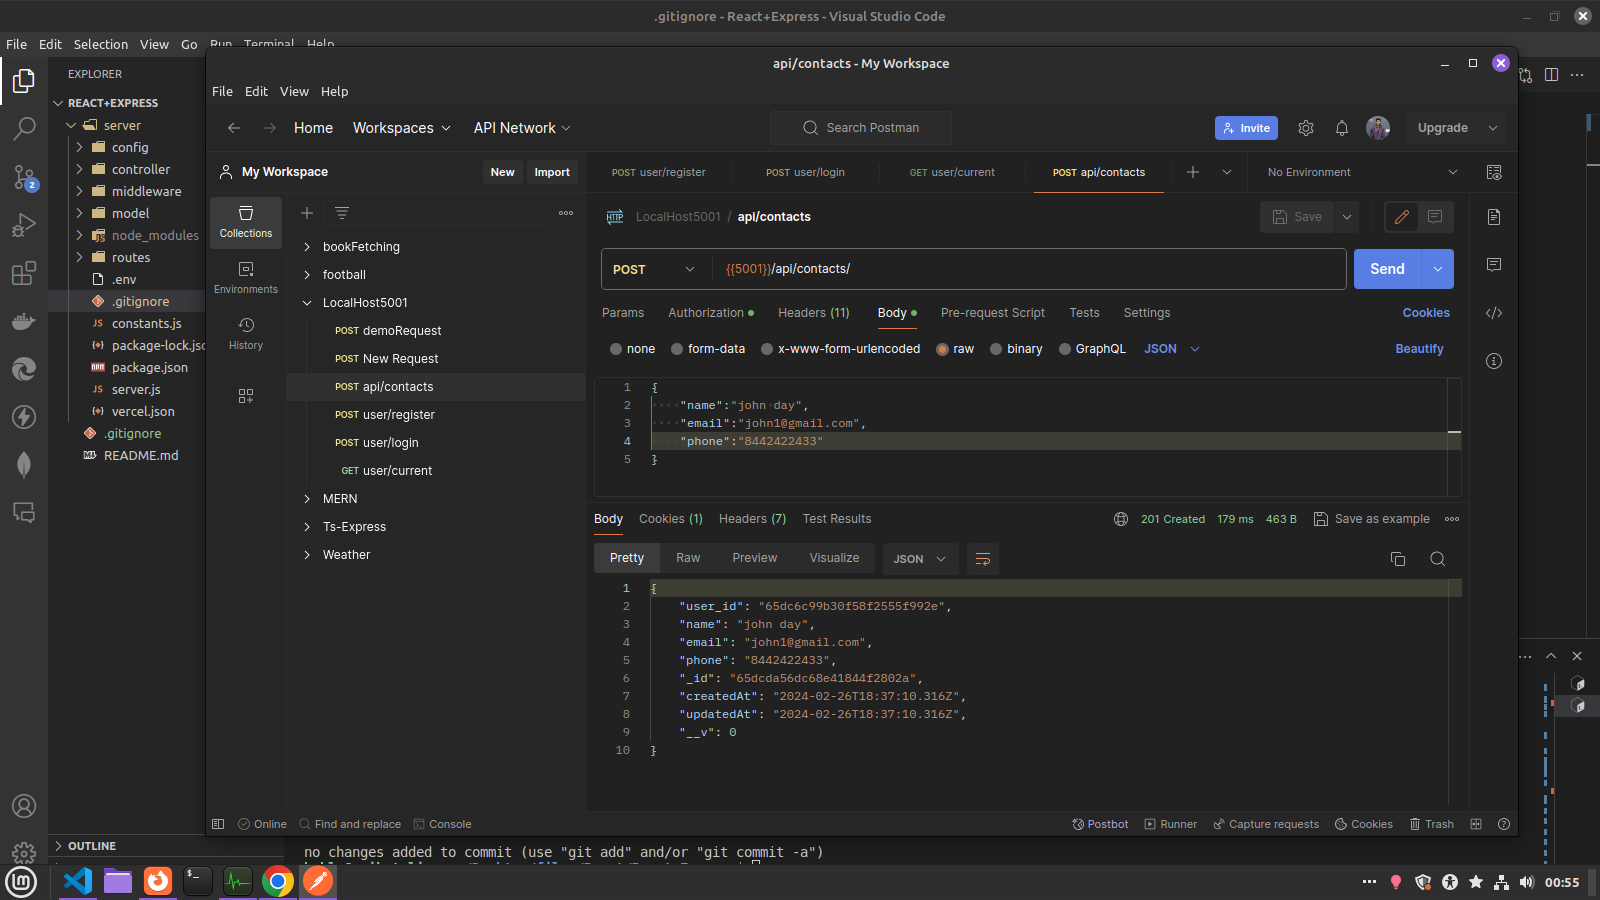 .gitignore - React+Express - Visual Studio Code
File Edit Selection View Go Run Terminal Help
EXPLORER
REACT+EXPRESS
server
config
controller
middleware
model
node_modules
routes
.env
.gitignore
constants.js
package-lock.jsc
package.json
server.js
vercel.json
.gitignore
README.md
OUTLINE
2
api/contacts - My Workspace
File Edit View Help
Home Workspaces API Network Search Postman Invite Upgrade
My Workspace New Import
POST user/register POST user/login GET user/current POST api/contacts No Environment
Collections
Environments
History
bookFetching
football
LocalHost5001
POST demoRequest
POST New Request
POST api/contacts
POST user/register
POST user/login
GET user/current
MERN
Ts-Express
Weather
HTTP LocalHost5001 / api/contacts Save
POST {{5001}}/api/contacts/ Send
Params Authorization Headers (11) Body Pre-request Script Tests Settings Cookies
none form-data x-www-form-urlencoded raw binary GraphQL JSON Beautify
1 {
2 "name":"john day",
3 "email":"john1@gmail.com",
4 "phone":"8442422433"
5 }
Body Cookies (1) Headers (7) Test Results 201 Created 179 ms 463 B Save as example
Pretty Raw Preview Visualize JSON
1 {
2 "user_id": "65dc6c99b30f58f2555f992e",
3 "name": "john day",
4 "email": "john1@gmail.com",
5 "phone": "8442422433",
6 "_id": "65dcda56dc68e41844f2802a",
7 "createdAt": "2024-02-26T18:37:10.316Z",
8 "updatedAt": "2024-02-26T18:37:10.316Z",
9 "__v": 0
10 }
Online Find and replace Console Postbot Runner Capture requests Cookies Trash
no changes added to commit (use "git add" and/or "git commit -a")
00:55